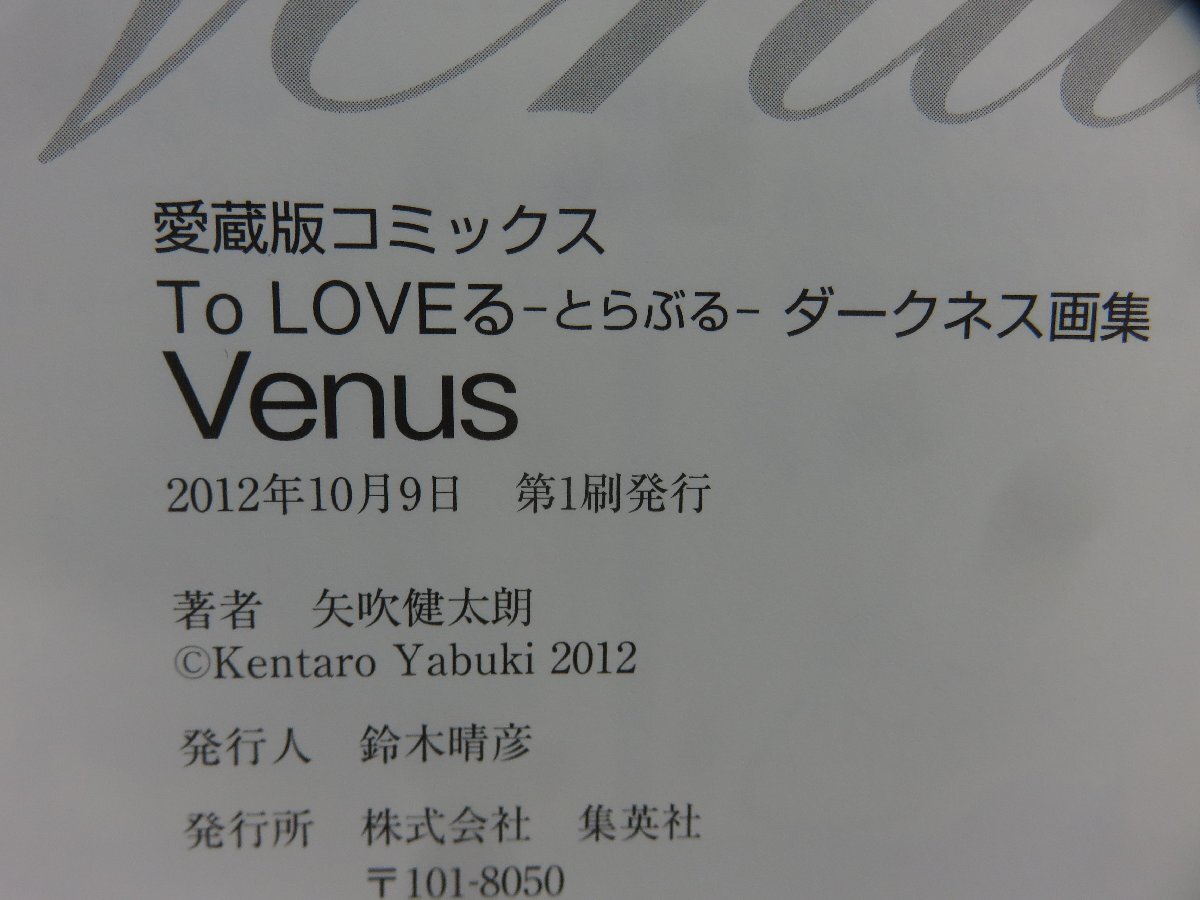 Venus
愛蔵版コミックス
To LOVEる-とらぶる- ダークネス画集
Venus
2012年10月9日　第1刷発行
著者　矢吹健太朗
©Kentaro Yabuki 2012
発行人　鈴木晴彦
発行所　株式会社　集英社
〒101-8050